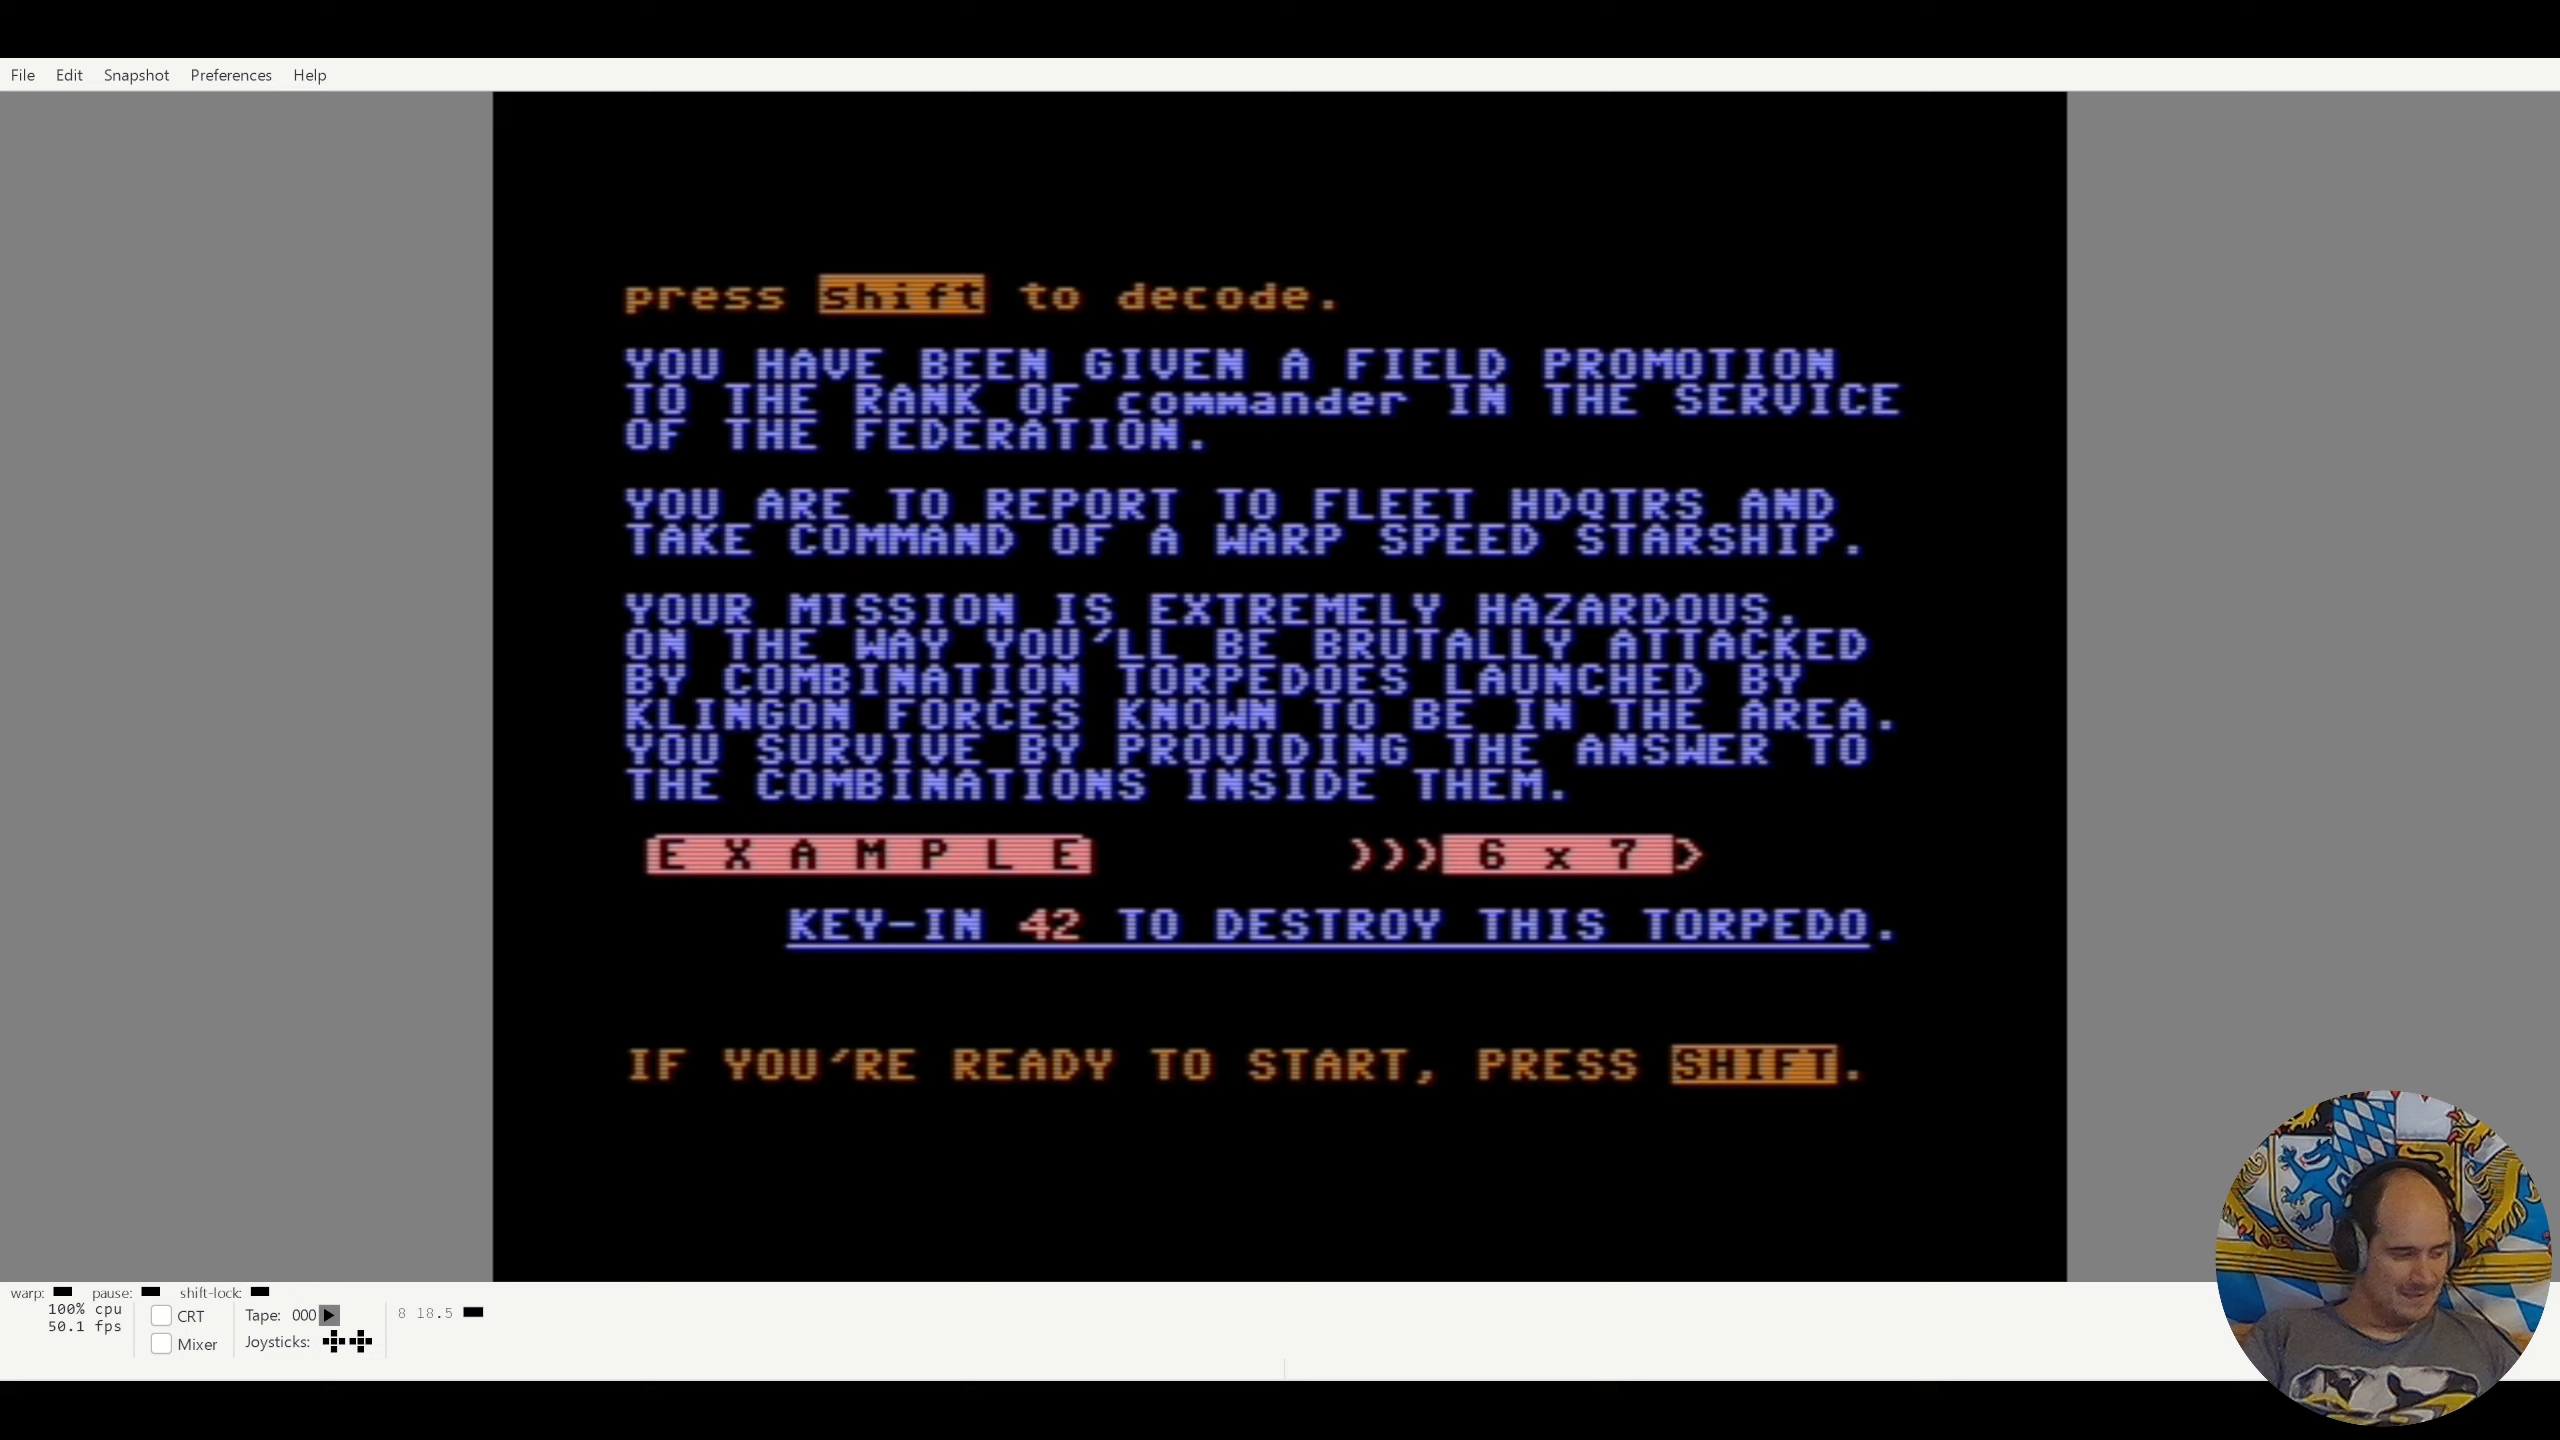 File Edit Snapshot Preferences Help
press shift to decode.
YOU HAVE BEEN GIVEN A FIELD PROMOTION
TO THE RANK OF commander IN THE SERVICE
OF THE FEDERATION.
YOU ARE TO REPORT TO FLEET HDQTRS AND
TAKE COMMAND OF A WARP SPEED STARSHIP.
YOUR MISSION IS EXTREMELY HAZARDOUS.
ON THE WAY YOU'LL BE BRUTALLY ATTACKED
BY COMBINATION TORPEDOES LAUNCHED BY
KLINGON FORCES KNOWN TO BE IN THE AREA.
YOU SURVIVE BY PROVIDING THE ANSWER TO
THE COMBINATIONS INSIDE THEM.
E X A M P L E ))) 6 x 7 >
KEY-IN 42 TO DESTROY THIS TORPEDO.
IF YOU'RE READY TO START, PRESS SHIFT.
warp: pause: shift-lock:
100% cpu
50.1 fps
CRT
Mixer
Tape: 000
Joysticks:
8 18.5